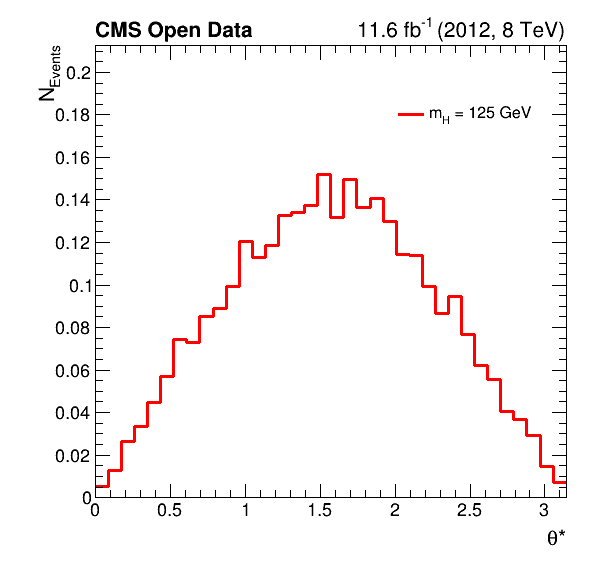 CMS Open Data
11.6 fb⁻¹ (2012, 8 TeV)
N_Events
m_H = 125 GeV
0.2
0.18
0.16
0.14
0.12
0.1
0.08
0.06
0.04
0.02
0
0 0.5 1 1.5 2 2.5 3
θ*